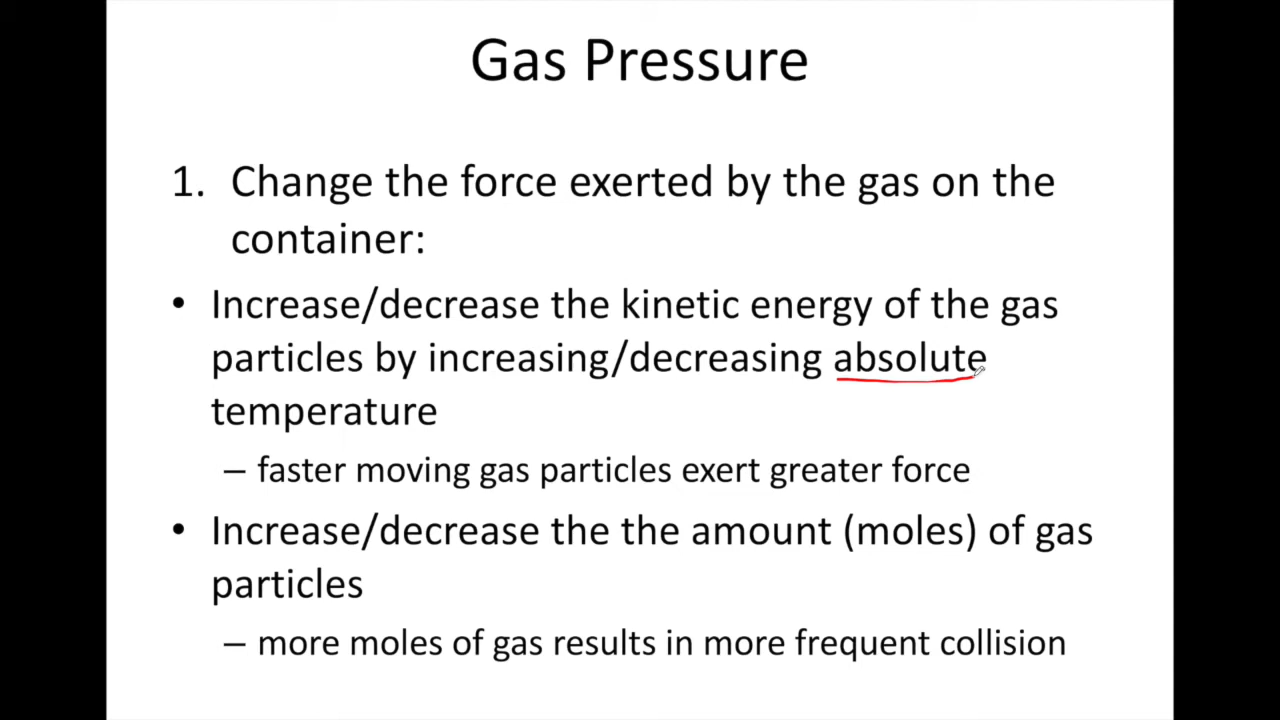 Gas Pressure
1. Change the force exerted by the gas on the
container:
• Increase/decrease the kinetic energy of the gas
particles by increasing/decreasing absolute
temperature
– faster moving gas particles exert greater force
• Increase/decrease the the amount (moles) of gas
particles
– more moles of gas results in more frequent collision